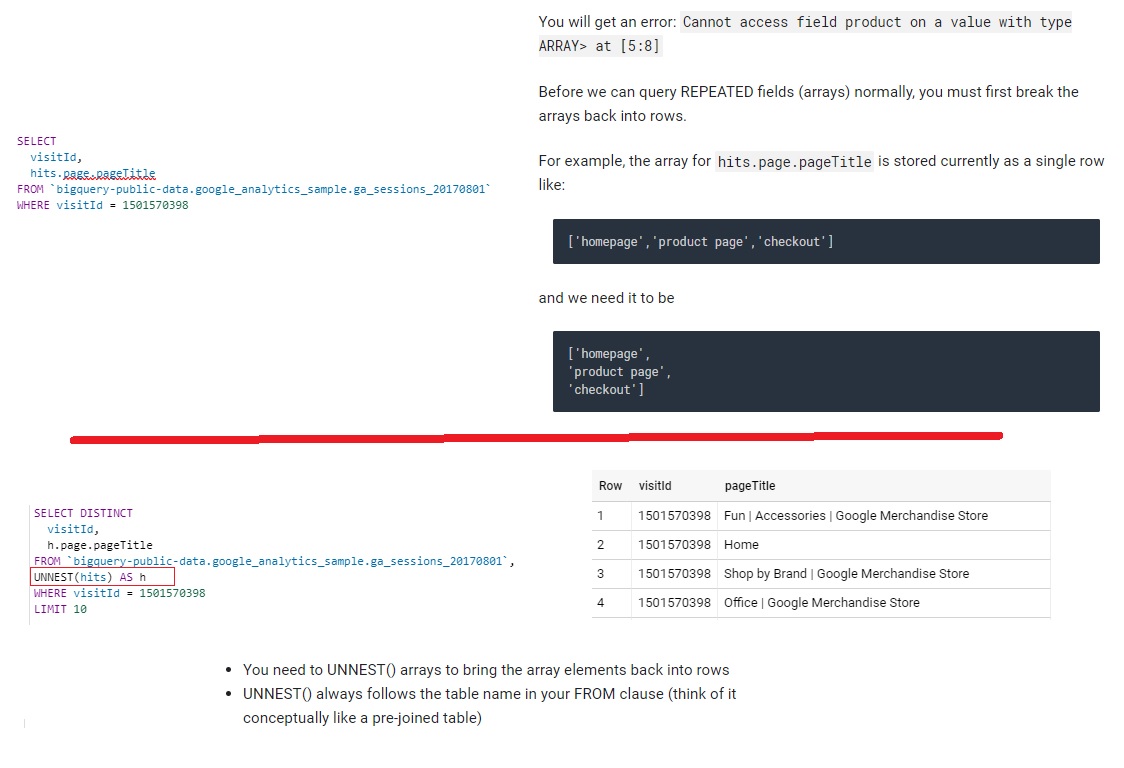 You will get an error: Cannot access field product on a value with type
ARRAY> at [5:8]
Before we can query REPEATED fields (arrays) normally, you must first break the
arrays back into rows.
SELECT
visitId,
hits.page.pageTitle
FROM `bigquery-public-data.google_analytics_sample.ga_sessions_20170801`
WHERE visitId = 1501570398
For example, the array for hits.page.pageTitle is stored currently as a single row
like:
['homepage','product page','checkout']
and we need it to be
['homepage',
'product page',
'checkout']
SELECT DISTINCT
visitId,
h.page.pageTitle
FROM `bigquery-public-data.google_analytics_sample.ga_sessions_20170801`,
UNNEST(hits) AS h
WHERE visitId = 1501570398
LIMIT 10
Row visitId pageTitle
1 1501570398 Fun | Accessories | Google Merchandise Store
2 1501570398 Home
3 1501570398 Shop by Brand | Google Merchandise Store
4 1501570398 Office | Google Merchandise Store
• You need to UNNEST() arrays to bring the array elements back into rows
• UNNEST() always follows the table name in your FROM clause (think of it
conceptually like a pre-joined table)